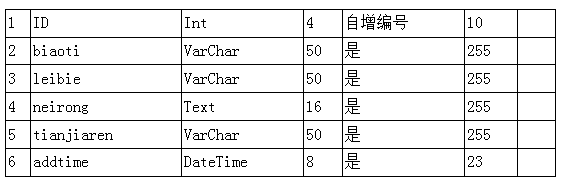 1 ID Int 4 自增编号 10
2 biaoti VarChar 50 是 255
3 leibie VarChar 50 是 255
4 neirong Text 16 是 255
5 tianjiaren VarChar 50 是 255
6 addtime DateTime 8 是 23